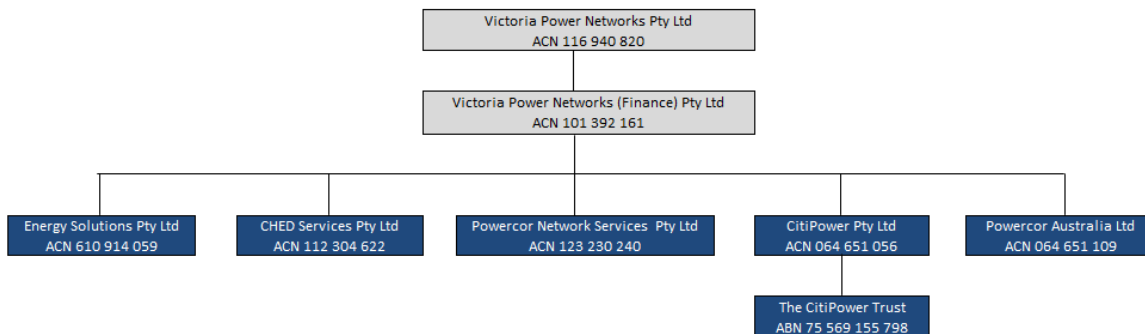 Victoria Power Networks Pty Ltd
ACN 116 940 820
Victoria Power Networks (Finance) Pty Ltd
ACN 101 392 161
Energy Solutions Pty Ltd
ACN 610 914 059
CHED Services Pty Ltd
ACN 112 304 622
Powercor Network Services Pty Ltd
ACN 123 230 240
CitiPower Pty Ltd
ACN 064 651 056
Powercor Australia Ltd
ACN 064 651 109
The CitiPower Trust
ABN 75 569 155 798